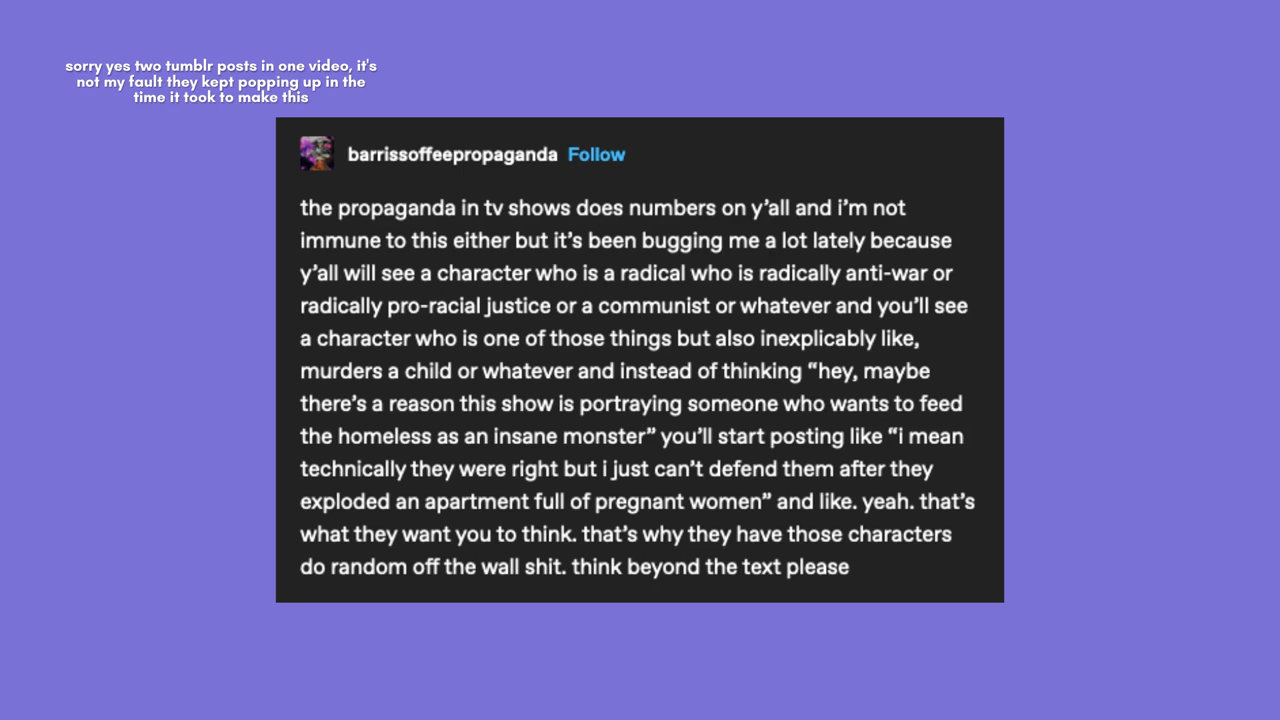 sorry yes two tumblr posts in one video, it's
not my fault they kept popping up in the
time it took to make this
barrissoffeepropaganda Follow
the propaganda in tv shows does numbers on y’all and i’m not
immune to this either but it’s been bugging me a lot lately because
y’all will see a character who is a radical who is radically anti-war or
radically pro-racial justice or a communist or whatever and you’ll see
a character who is one of those things but also inexplicably like,
murders a child or whatever and instead of thinking “hey, maybe
there’s a reason this show is portraying someone who wants to feed
the homeless as an insane monster” you’ll start posting like “i mean
technically they were right but i just can’t defend them after they
exploded an apartment full of pregnant women” and like. yeah. that’s
what they want you to think. that’s why they have those characters
do random off the wall shit. think beyond the text please